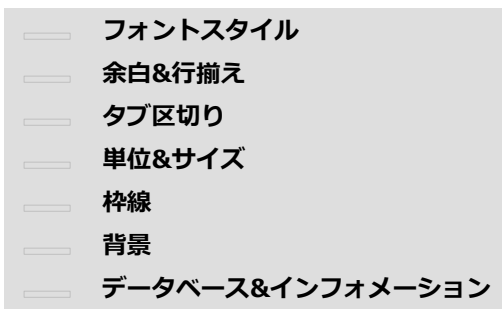 フォントスタイル
余白&行揃え
タブ区切り
単位&サイズ
枠線
背景
データベース&インフォメーション